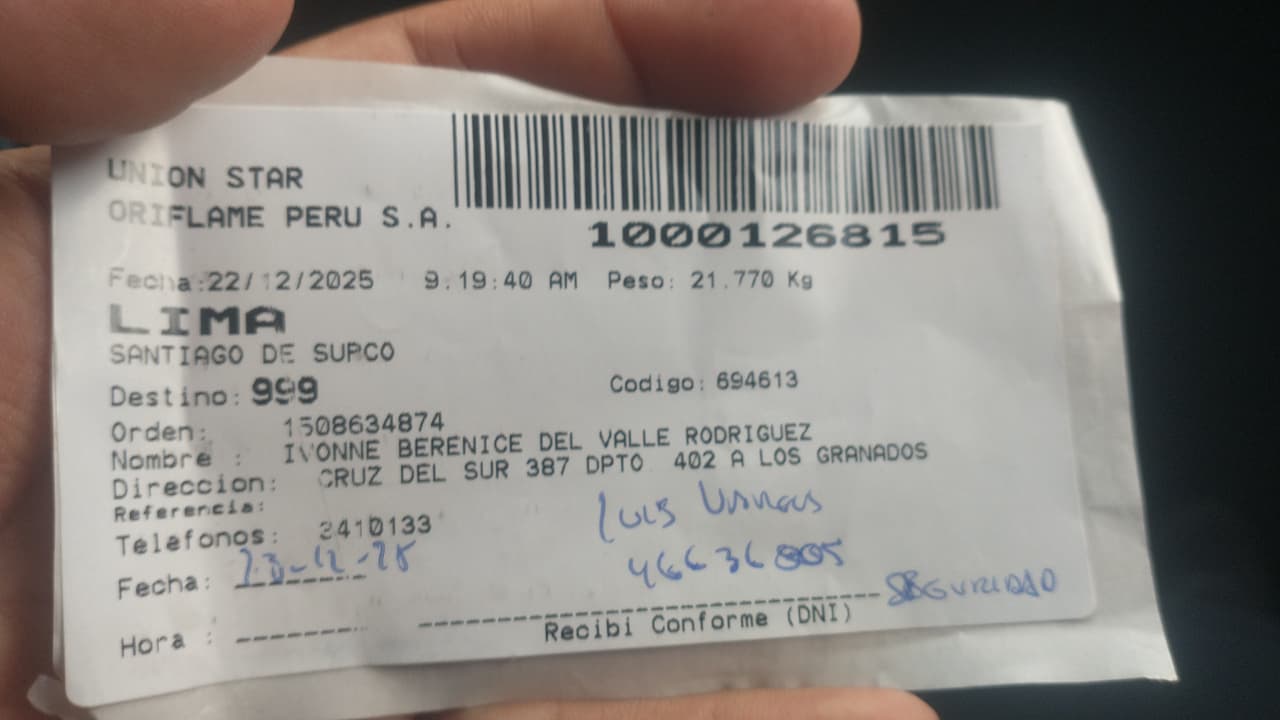 UNION STAR
ORIFLAME PERU S.A.
1000126815
Fecha:22/12/2025 9:19:40 AM Peso: 21.770 Kg
LIMA
SANTIAGO DE SURCO
Destino: 999 Codigo: 694613
Orden: 1508634874
Nombre : IVONNE BERENICE DEL VALLE RODRIGUEZ
Direccion: CRUZ DEL SUR 387 DPTO 402 A LOS GRANADOS
Referencia:
Telefonos: 2410133
Luis Vargas
Fecha: 23-12-25
46636805
SEGURIDAD
Hora :
Recibi Conforme (DNI)